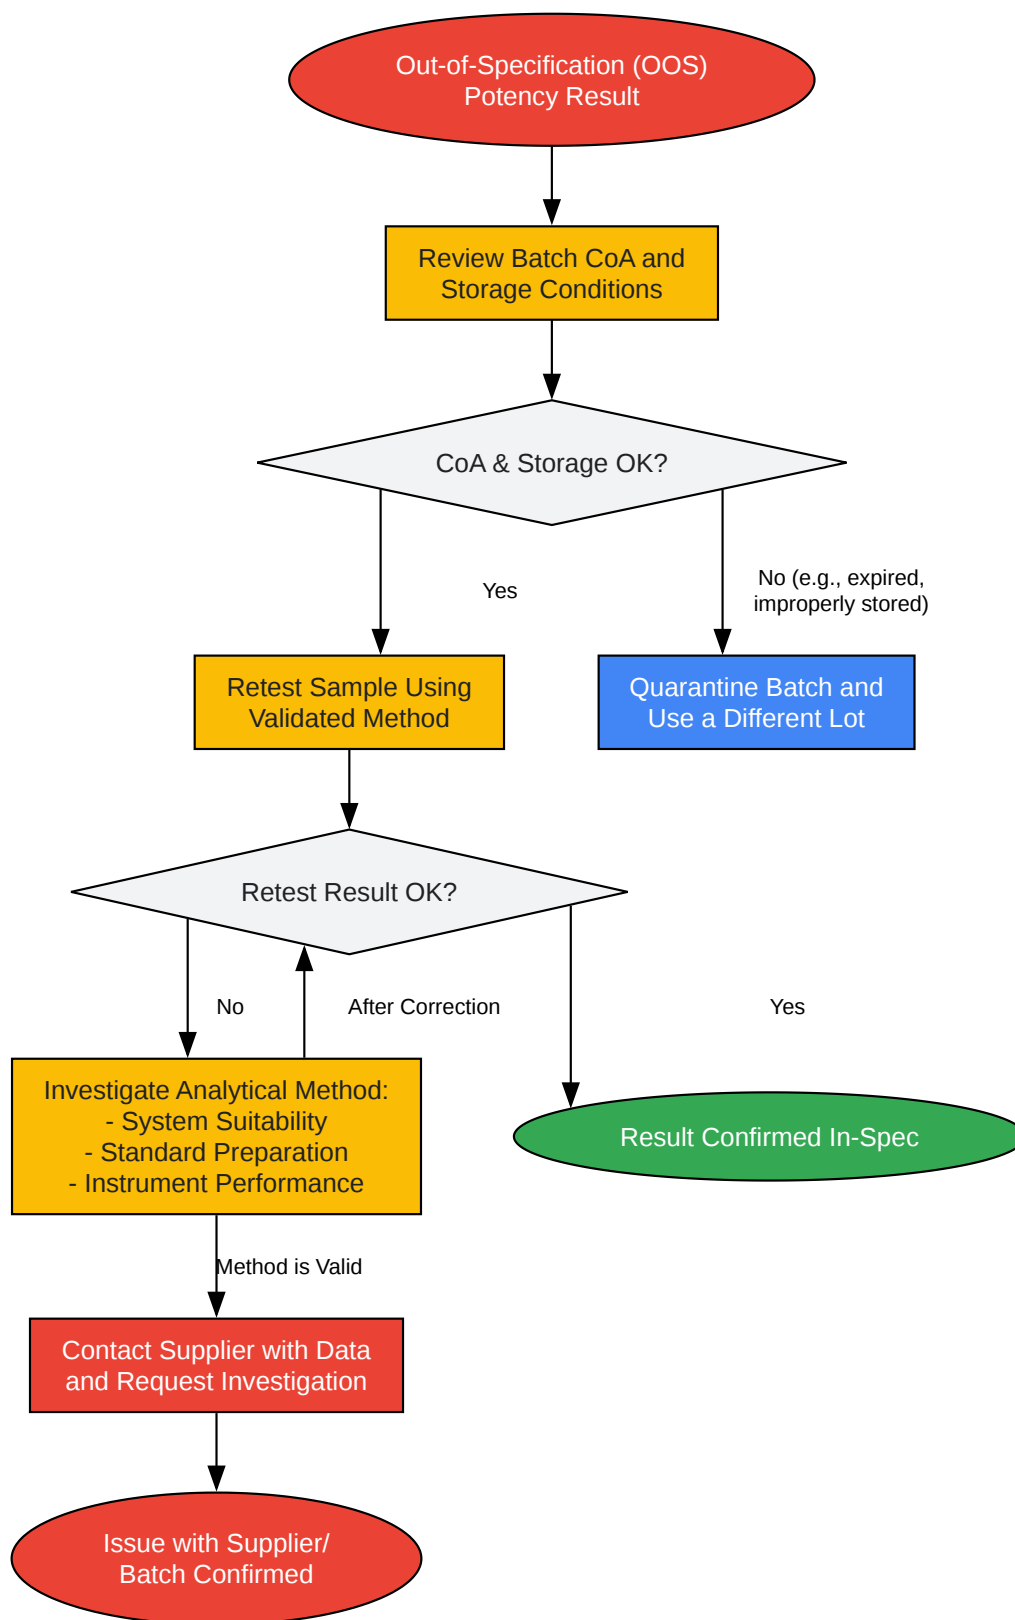 Out-of-Specification (OOS)
Potency Result
Review Batch CoA and
Storage Conditions
CoA & Storage OK?
Yes
No (e.g., expired,
improperly stored)
Retest Sample Using
Validated Method
Quarantine Batch and
Use a Different Lot
Retest Result OK?
No
After Correction
Yes
Investigate Analytical Method:
- System Suitability
- Standard Preparation
- Instrument Performance
Result Confirmed In-Spec
Method is Valid
Contact Supplier with Data
and Request Investigation
Issue with Supplier/
Batch Confirmed